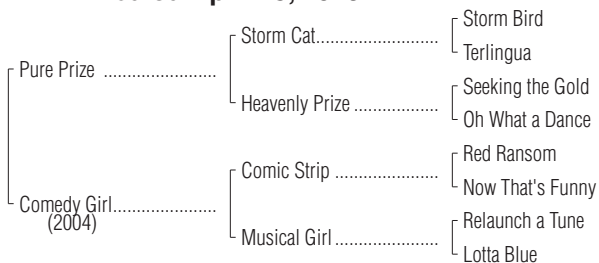 Storm Bird
Storm Cat..............................
Terlingua
Pure Prize ...........................
Seeking the Gold
Heavenly Prize ....................
Oh What a Dance
Red Ransom
Comic Strip .........................
Now That's Funny
Comedy Girl.........................
(2004)
Relaunch a Tune
Musical Girl.........................
Lotta Blue